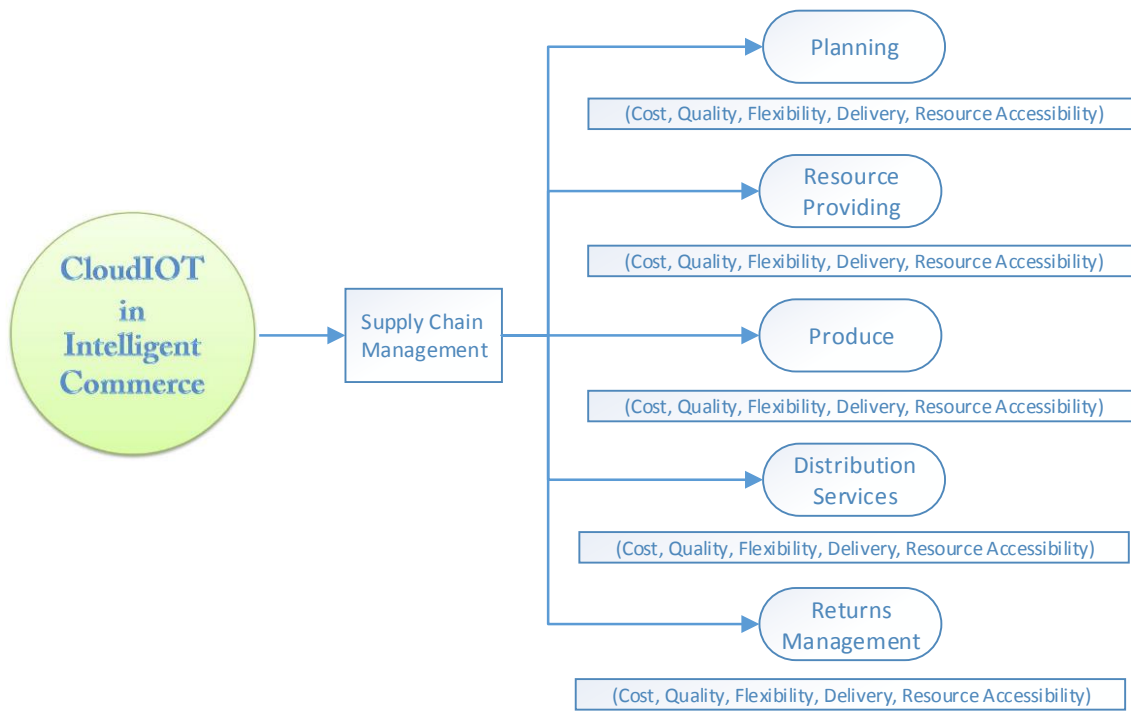 CloudIOT
in
Intelligent
Commerce
Supply Chain
Management
Planning
(Cost, Quality, Flexibility, Delivery, Resource Accessibility)
Resource
Providing
(Cost, Quality, Flexibility, Delivery, Resource Accessibility)
Produce
(Cost, Quality, Flexibility, Delivery, Resource Accessibility)
Distribution
Services
(Cost, Quality, Flexibility, Delivery, Resource Accessibility)
Returns
Management
(Cost, Quality, Flexibility, Delivery, Resource Accessibility)